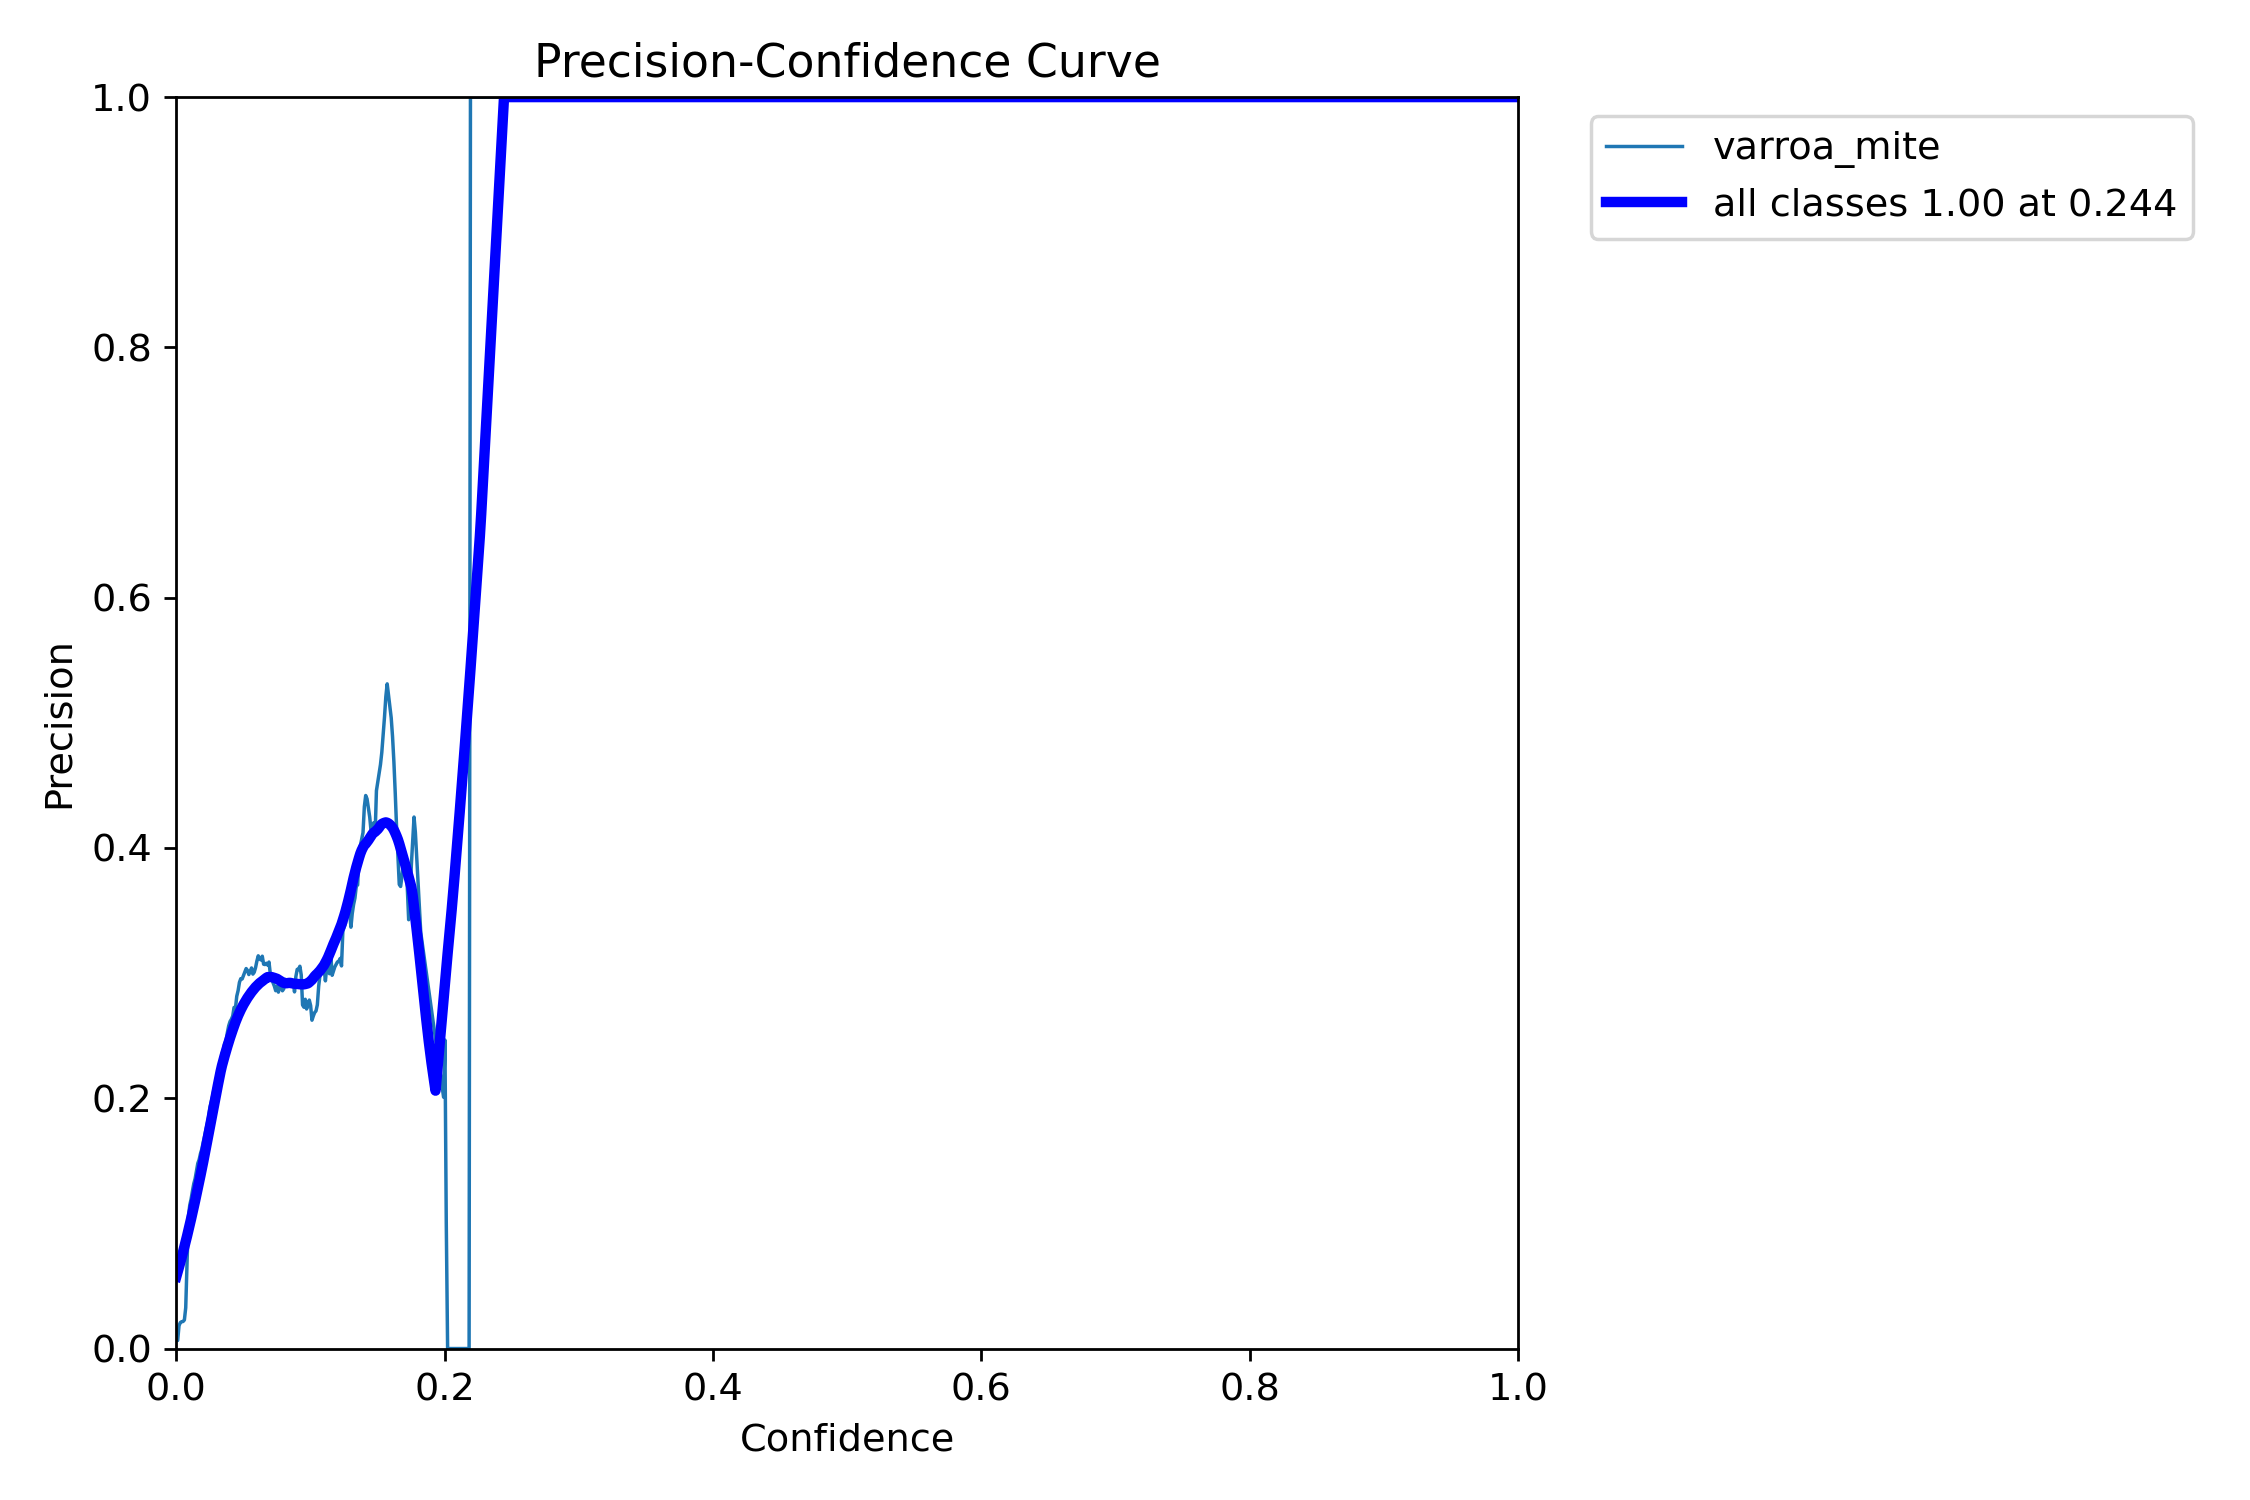 Precision-Confidence Curve
1.0
0.8
0.6
0.4
0.2
0.0
Precision
0.0 0.2 0.4 0.6 0.8 1.0
Confidence
varroa_mite
all classes 1.00 at 0.244